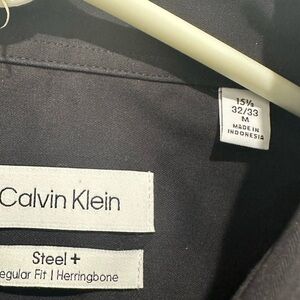 15½
32/33
M
MADE IN
INDONESIA
Calvin Klein
Steel +
egular Fit | Herringbone